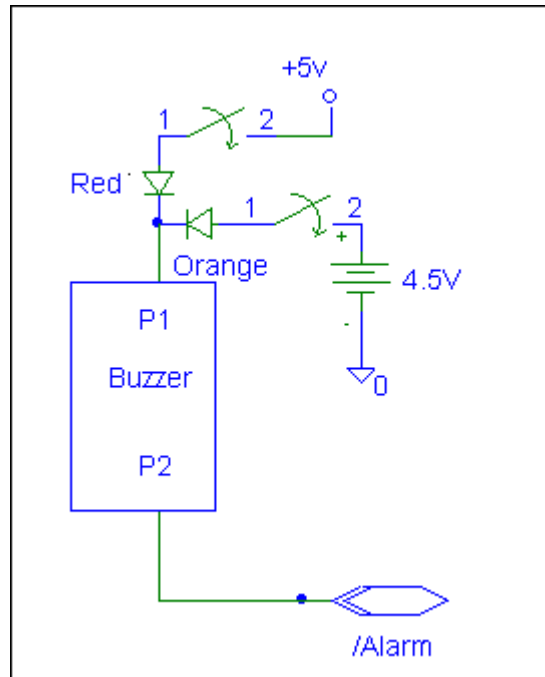 +5v
1 2
Red
1 2
+
Orange
4.5V
P1
-
Buzzer
0
P2
/Alarm